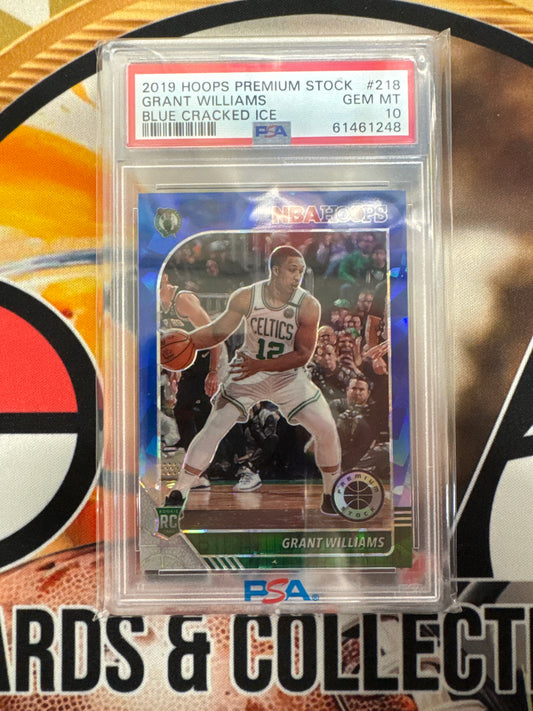 2019 HOOPS PREMIUM STOCK #218
GRANT WILLIAMS GEM MT
BLUE CRACKED ICE 10
PSA 61461248
NBA HOOPS
CELTICS
12
PREMIUM STOCK
ROOKIE
RC
GRANT WILLIAMS
PSA
ARDS & COLLECT